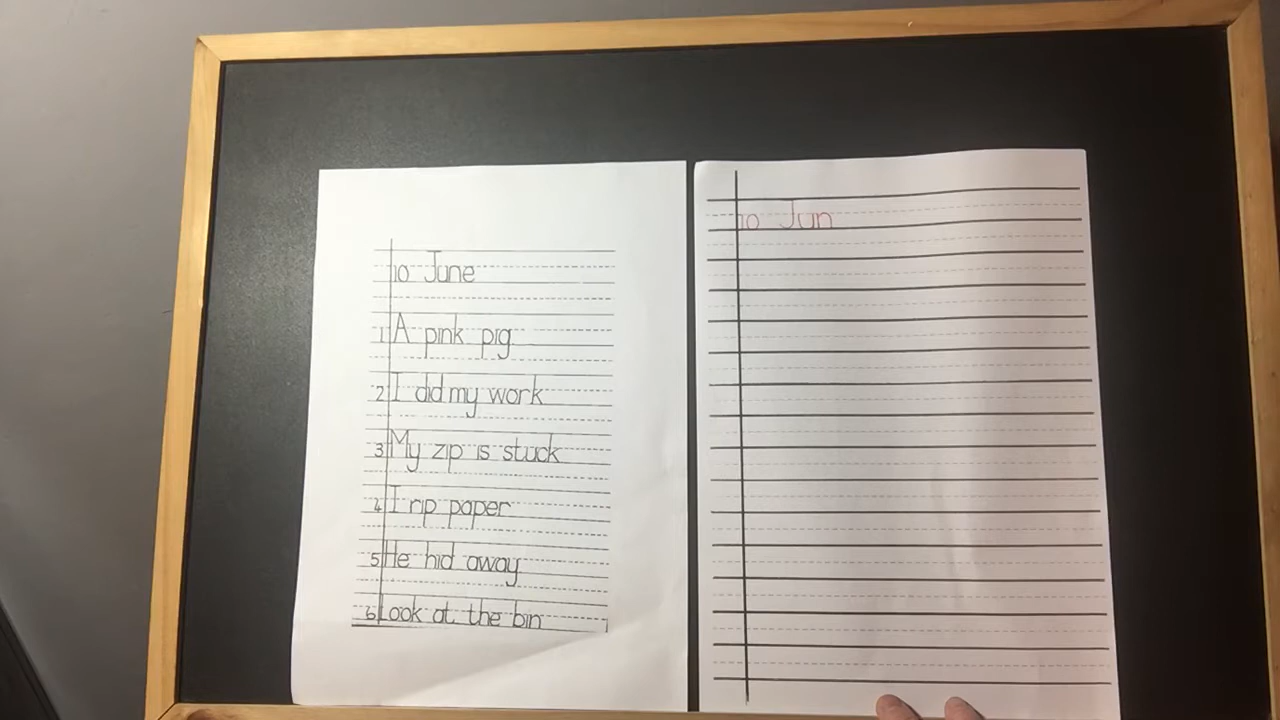 10 June
1 A pink pig
2 I did my work
3 My zip is stuck
4 I rip paper
5 He hid away
6 Look at the bin
10 Jun